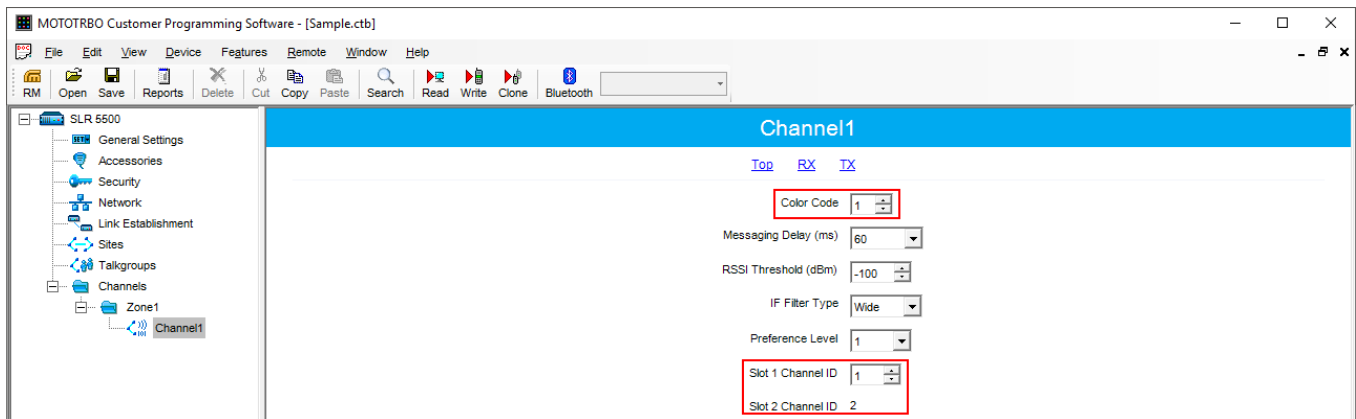 MOTOTRBO Customer Programming Software - [Sample.ctb]
File Edit View Device Features Remote Window Help
RM Open Save Reports Delete Cut Copy Paste Search Read Write Clone Bluetooth
SLR 5500
General Settings
Accessories
Security
Network
Link Establishment
Sites
Talkgroups
Channels
Zone1
Channel1
Channel1
Top RX TX
Color Code 1
Messaging Delay (ms) 60
RSSI Threshold (dBm) -100
IF Filter Type Wide
Preference Level 1
Slot 1 Channel ID 1
Slot 2 Channel ID 2